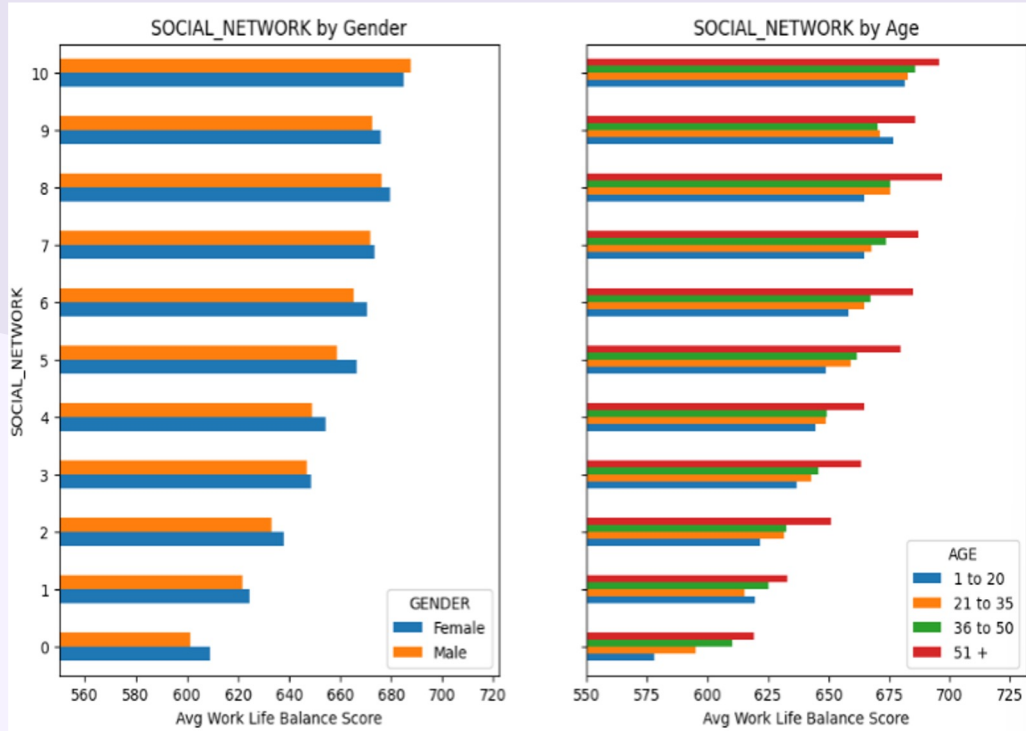 SOCIAL_NETWORK by Gender
SOCIAL_NETWORK
10
9
8
7
6
5
4
3
2
1
0
560 580 600 620 640 660 680 700 720
Avg Work Life Balance Score
GENDER
Female
Male
SOCIAL_NETWORK by Age
550 575 600 625 650 675 700 725
Avg Work Life Balance Score
AGE
1 to 20
21 to 35
36 to 50
51 +